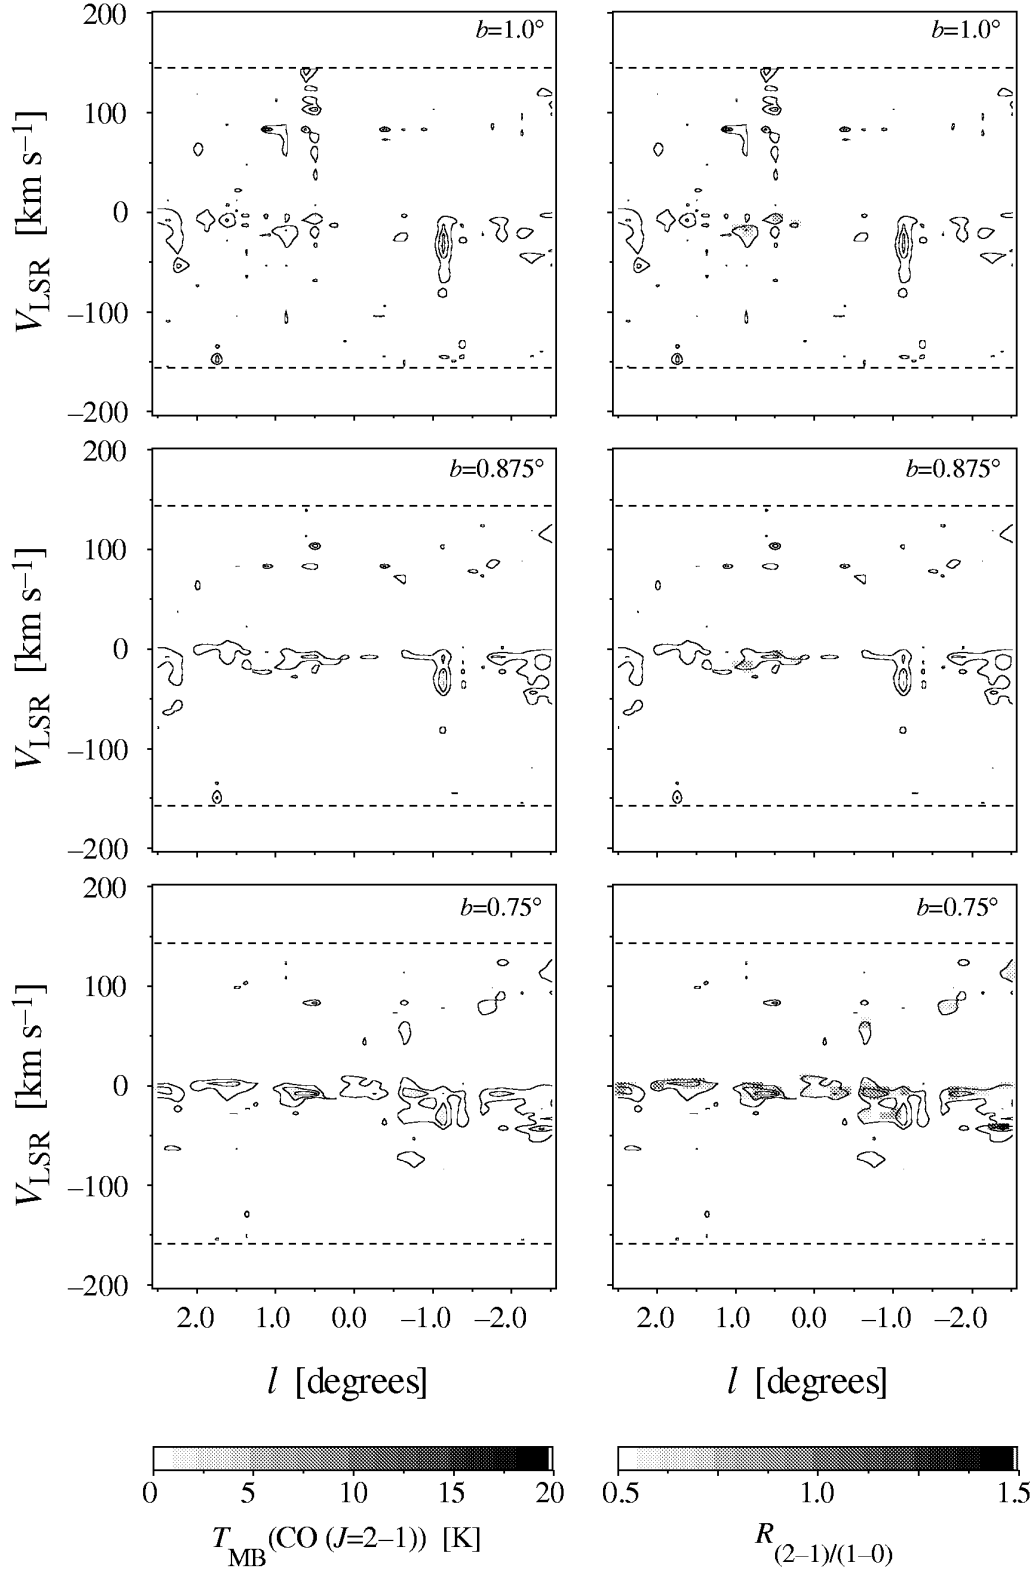 200
b=1.0° b=1.0°
100
0
–100
–200
V_LSR [km s–1]
200
b=0.875° b=0.875°
100
0
–100
–200
V_LSR [km s–1]
200
b=0.75° b=0.75°
100
0
–100
–200
V_LSR [km s–1]
2.0 1.0 0.0 –1.0 –2.0 2.0 1.0 0.0 –1.0 –2.0
l [degrees] l [degrees]
0 5 10 15 20 0.5 1.0 1.5
T_MB(CO (J=2–1)) [K] R_(2–1)/(1–0)